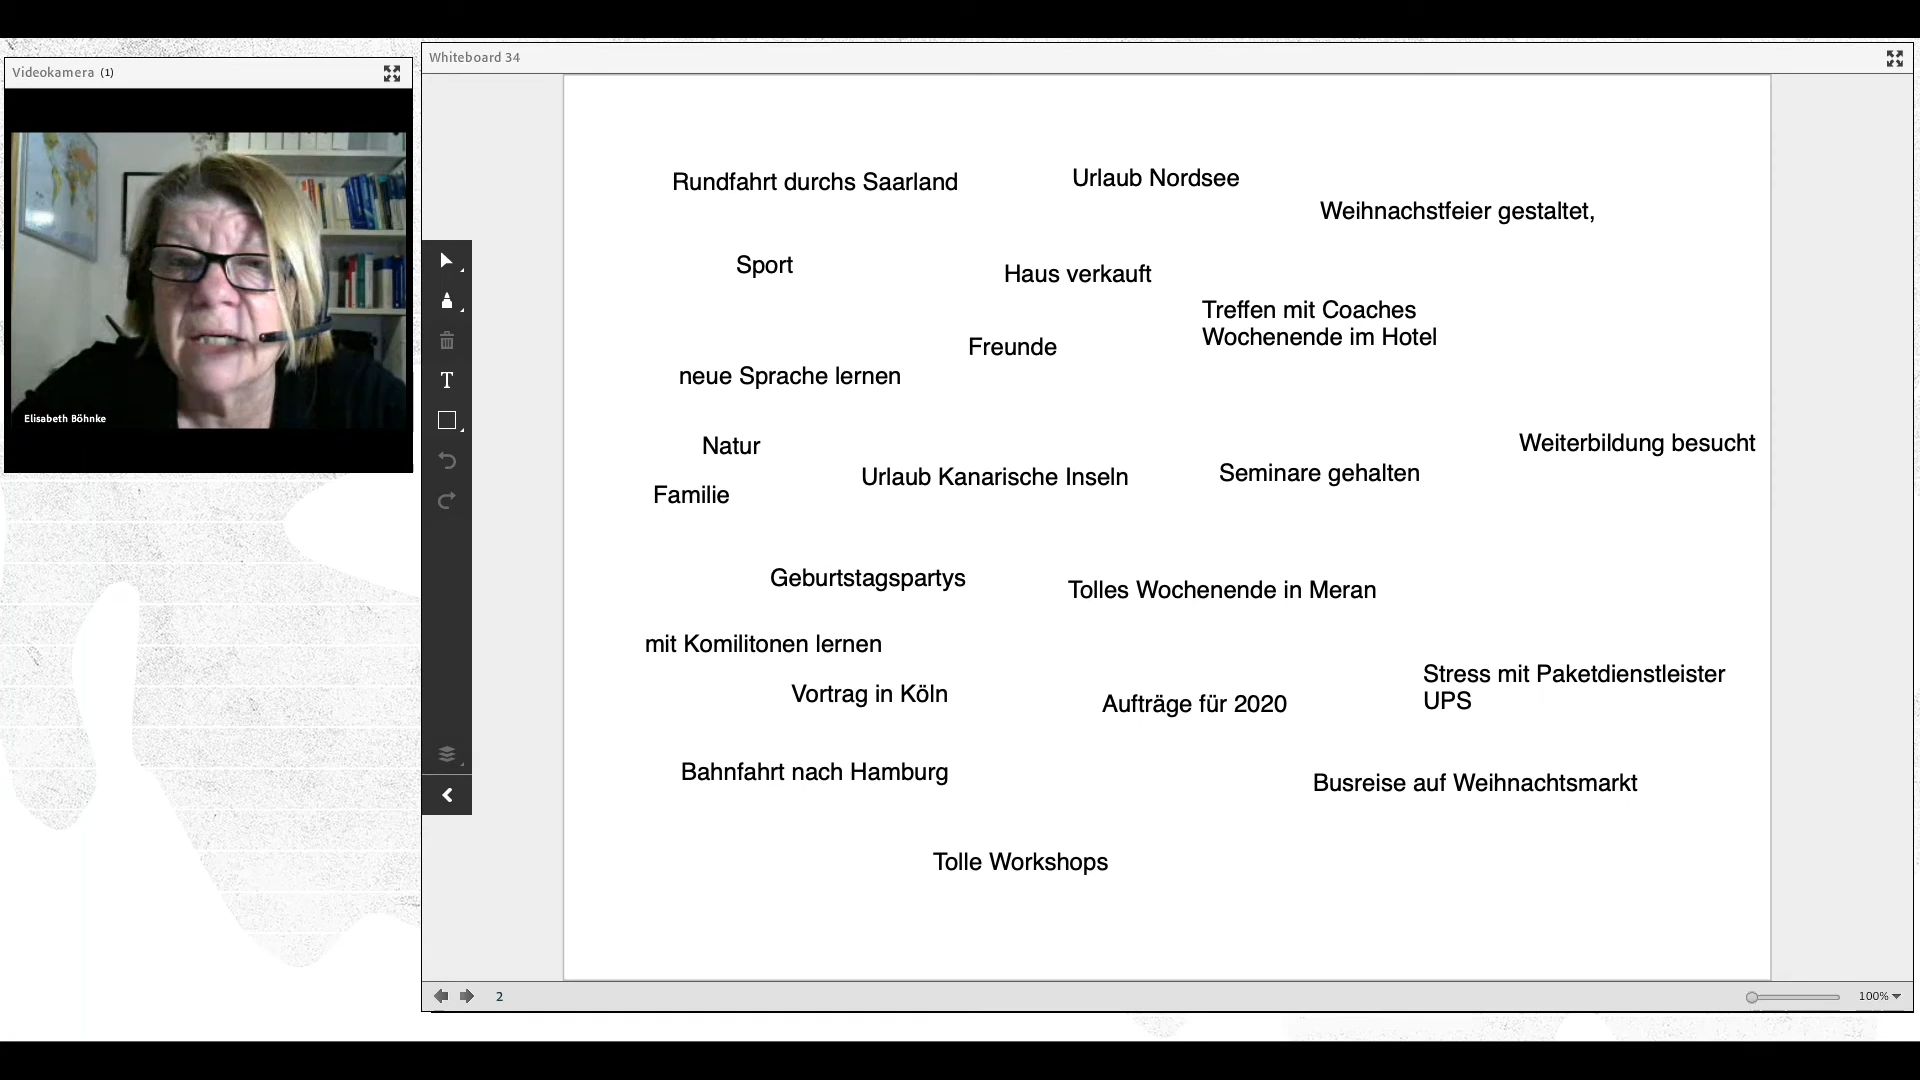 Videokamera (1)
Elisabeth Böhnke
Whiteboard 34
Rundfahrt durchs Saarland
Urlaub Nordsee
Weihnachstfeier gestaltet,
Sport
Haus verkauft
Treffen mit Coaches
Wochenende im Hotel
Freunde
neue Sprache lernen
Natur
Weiterbildung besucht
Urlaub Kanarische Inseln
Seminare gehalten
Familie
Geburtstagspartys
Tolles Wochenende in Meran
mit Komilitonen lernen
Stress mit Paketdienstleister
UPS
Vortrag in Köln
Aufträge für 2020
Bahnfahrt nach Hamburg
Busreise auf Weihnachtsmarkt
Tolle Workshops
2
100%